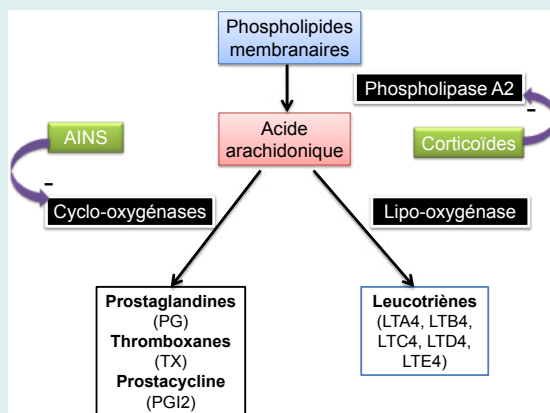 Phospholipides
membranaires
Phospholipase A2
-
AINS
Acide
arachidonique
Corticoïdes
-
Cyclo-oxygénases
Lipo-oxygénase
Prostaglandines
(PG)
Thromboxanes
(TX)
Prostacycline
(PGI2)
Leucotriènes
(LTA4, LTB4,
LTC4, LTD4,
LTE4)